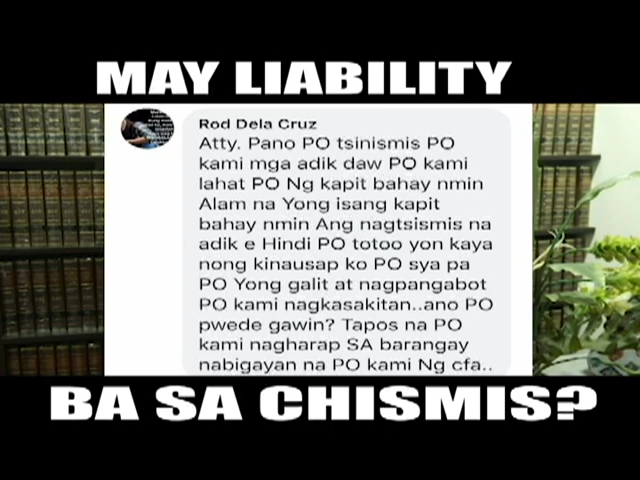 MAY LIABILITY
Rod Dela Cruz
Atty. Pano PO tsinismis PO
kami mga adik daw PO kami
lahat PO Ng kapit bahay nmin
Alam na Yong isang kapit
bahay nmin Ang nagtsismis na
adik e Hindi PO totoo yon kaya
nong kinausap ko PO sya pa
PO Yong galit at nagpangabot
PO kami nagkasakitan..ano PO
pwede gawin? Tapos na PO
kami nagharap SA barangay
nabigayan na PO kami Ng cfa..
BA SA CHISMIS?